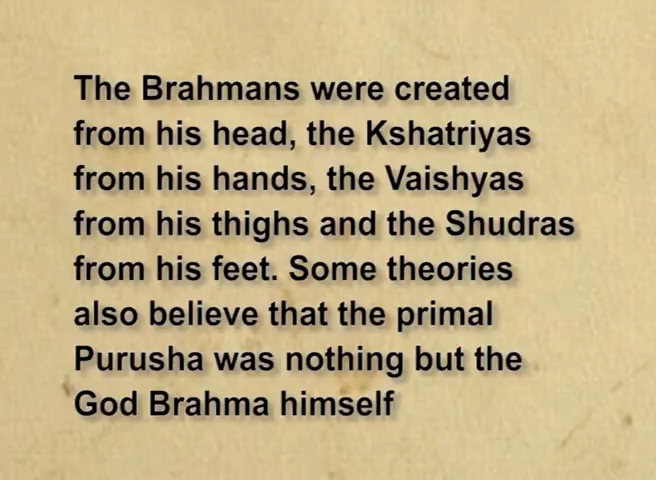 The Brahmans were created
from his head, the Kshatriyas
from his hands, the Vaishyas
from his thighs and the Shudras
from his feet. Some theories
also believe that the primal
Purusha was nothing but the
God Brahma himself